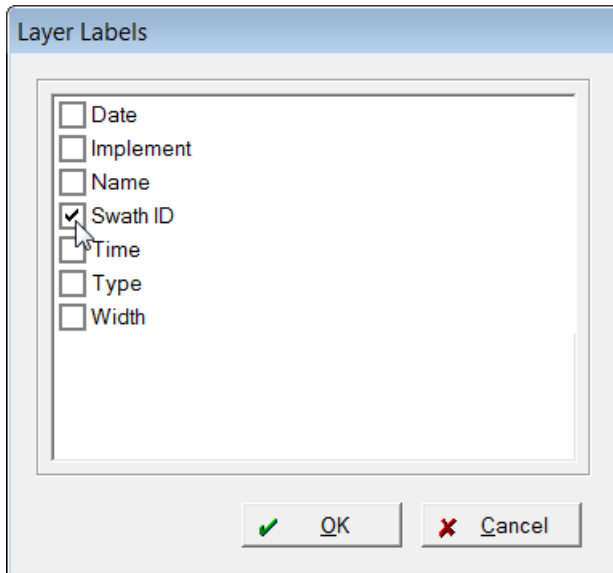 Layer Labels
Date
Implement
Name
Swath ID
Time
Type
Width
OK
Cancel